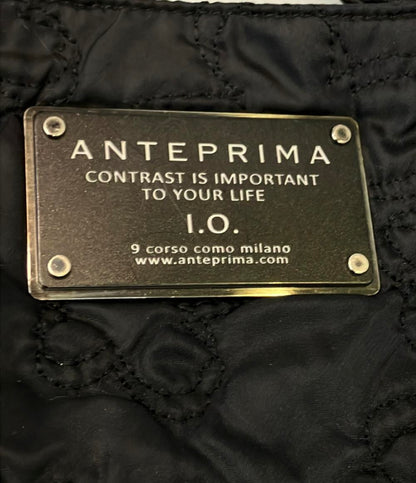 ANTEPRIMA
CONTRAST IS IMPORTANT
TO YOUR LIFE
I.O.
9 corso como milano
www.anteprima.com